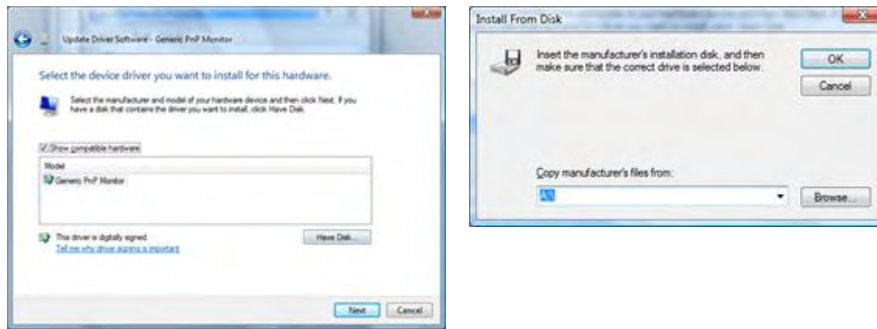 Update Driver Software - Generic PnP Monitor
Select the device driver you want to install for this hardware.
Select the manufacturer and model of your hardware device and then click Next. If you
have a disk that contains the driver you want to install, click Have Disk.
Show compatible hardware
Model
Generic PnP Monitor
This driver is digitally signed.
Have Disk...
Tell me why driver signing is important
Next
Cancel
Install From Disk
Insert the manufacturer's installation disk, and then
make sure that the correct drive is selected below.
OK
Cancel
Copy manufacturer's files from:
A:\
Browse...